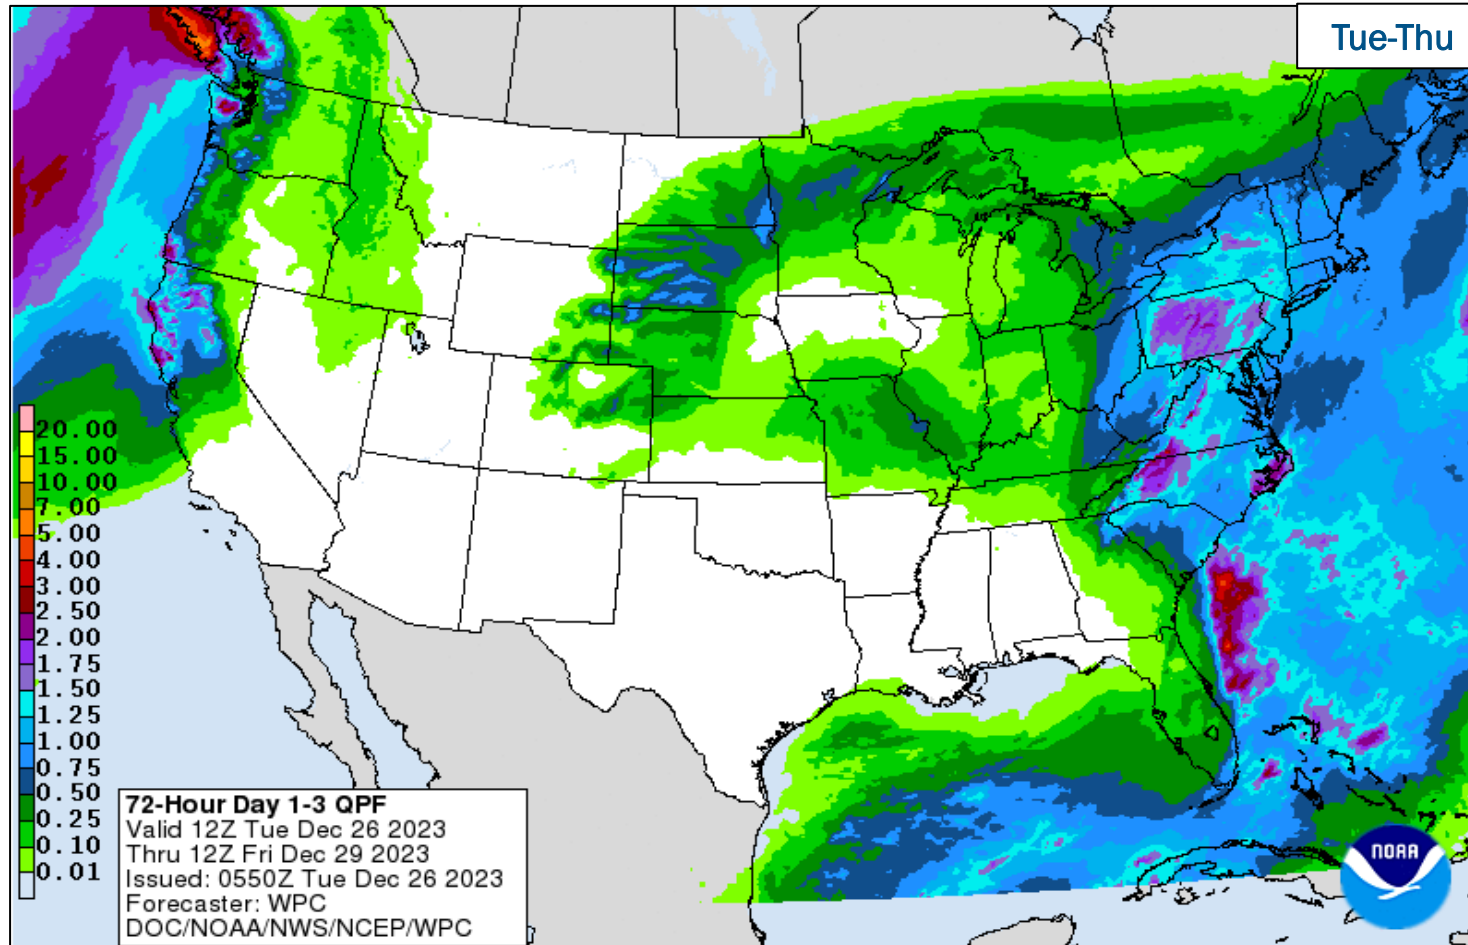 Tue-Thu
20.00
15.00
10.00
7.00
5.00
4.00
3.00
2.50
2.00
1.75
1.50
1.25
1.00
0.75
0.50
0.25
0.10
0.01
72-Hour Day 1-3 QPF
Valid 12Z Tue Dec 26 2023
Thru 12Z Fri Dec 29 2023
Issued: 0550Z Tue Dec 26 2023
Forecaster: WPC
DOC/NOAA/NWS/NCEP/WPC
NOAA